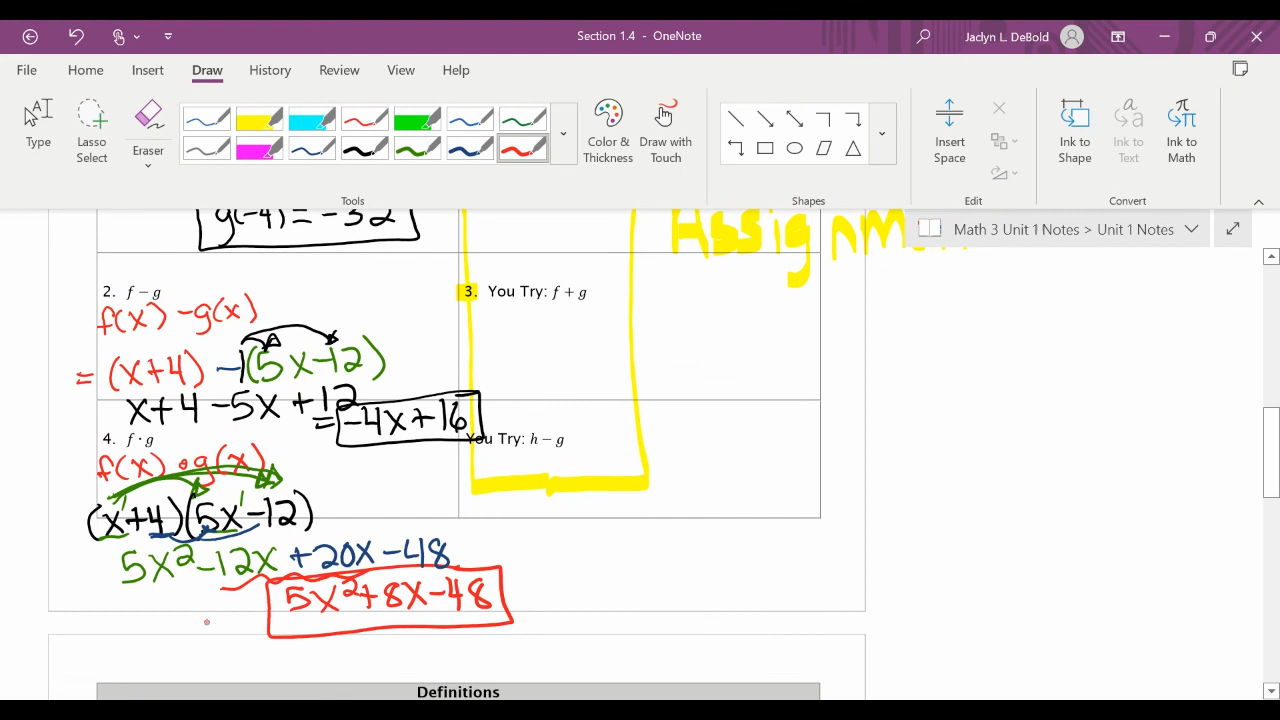 Section 1.4 - OneNote
Jaclyn L. DeBold
File Home Insert Draw History Review View Help
Type
Lasso Select
Eraser
Color & Thickness
Draw with Touch
Insert Space
Ink to Shape
Ink to Text
Ink to Math
Tools
Shapes
Edit
Convert
Math 3 Unit 1 Notes > Unit 1 Notes
g(-4) = -32
2. f − g
f(x) -g(x)
= (x+4) -1(5x-12)
x+4 -5x +12
= -4x+16
3. You Try: f + g
4. f · g
You Try: h − g
f(x) • g(x)
(x¹+4)(5x¹-12)
5x²-12x +20x -48
5x²+8x-48
Definitions